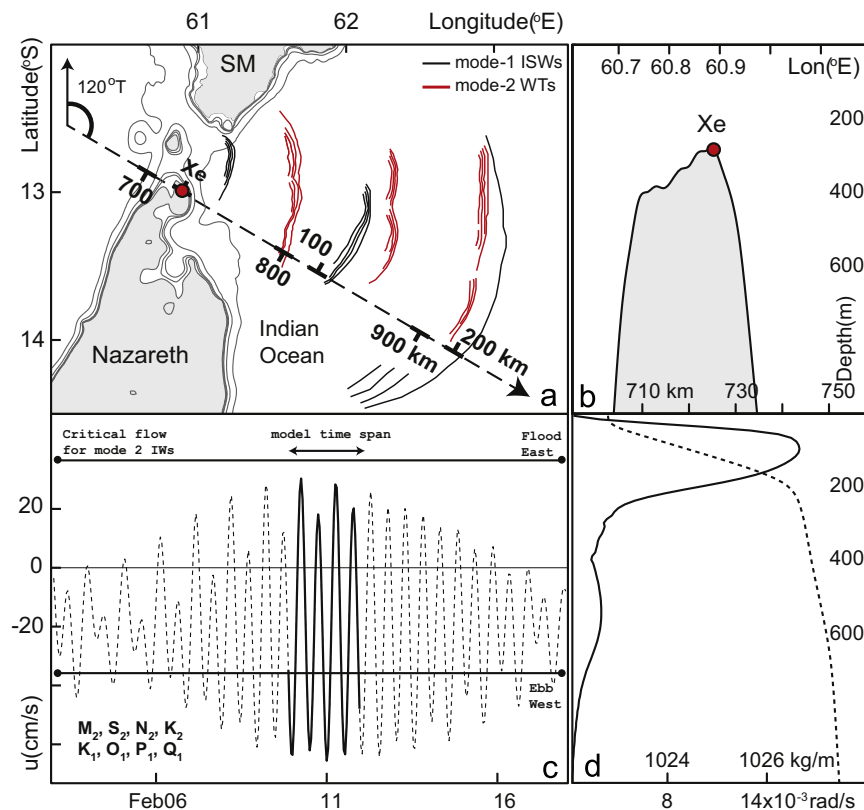 61 62 Longitude(°E)
Latitude(°S)
SM
mode-1 ISWs
mode-2 WTs
120°T
Xe
13
700
100
800
14
Nazareth
Indian
Ocean
900 km
200 km
a
60.7 60.8 60.9 Lon(°E)
Xe
200
400
600
Depth(m)
b
710 km 730 750
Critical flow
for mode 2 IWs
model time span
Flood
East
20
0
-20
u(cm/s)
Ebb
West
M2, S2, N2, K2
K1, O1, P1, Q1
c
Feb06 11 16
200
400
600
d
1024 1026 kg/m
8 14x10⁻³rad/s